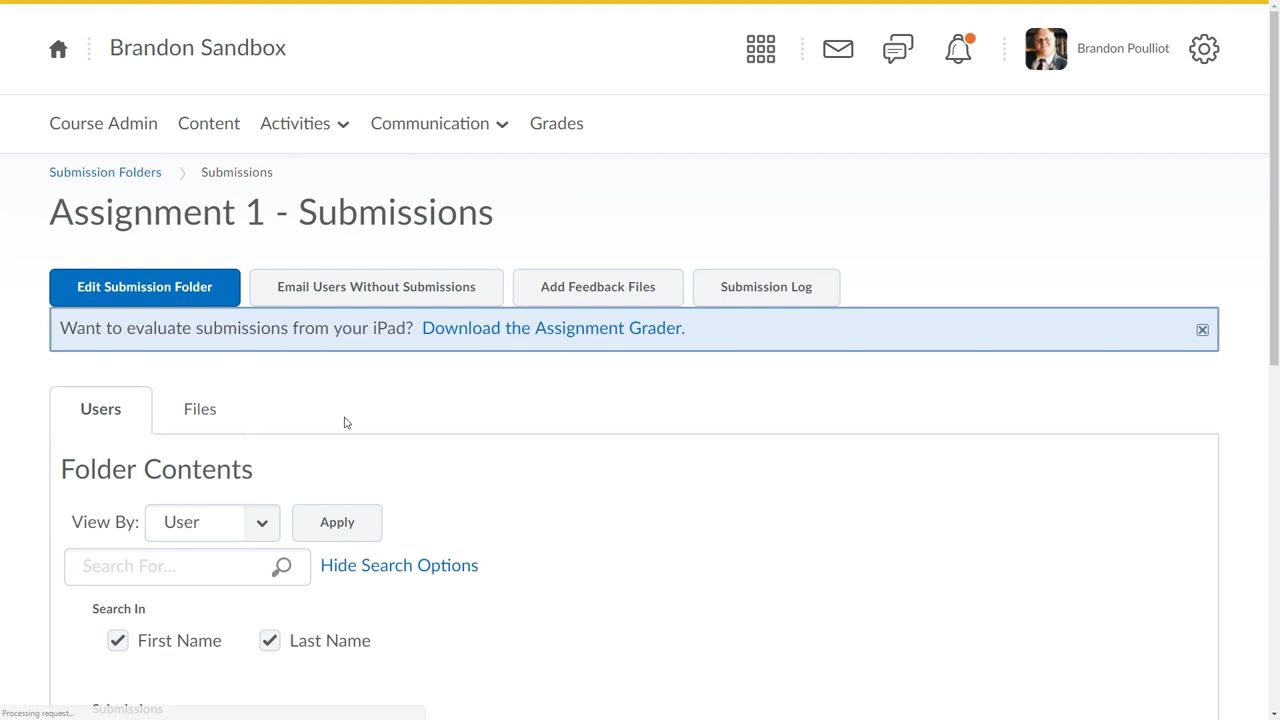 Brandon Sandbox
Brandon Poulliot
Course Admin Content Activities Communication Grades
Submission Folders Submissions
Assignment 1 - Submissions
Edit Submission Folder Email Users Without Submissions Add Feedback Files Submission Log
Want to evaluate submissions from your iPad? Download the Assignment Grader.
Users Files
Folder Contents
View By: User Apply
Search For... Hide Search Options
Search In
First Name Last Name
Submissions
Processing request...